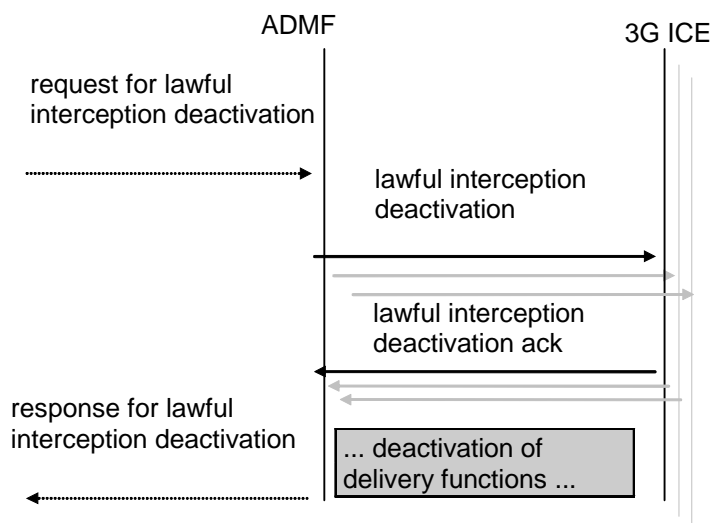 ADMF
3G ICE
request for lawful
interception deactivation
lawful interception
deactivation
lawful interception
deactivation ack
response for lawful
interception deactivation
... deactivation of
delivery functions ...